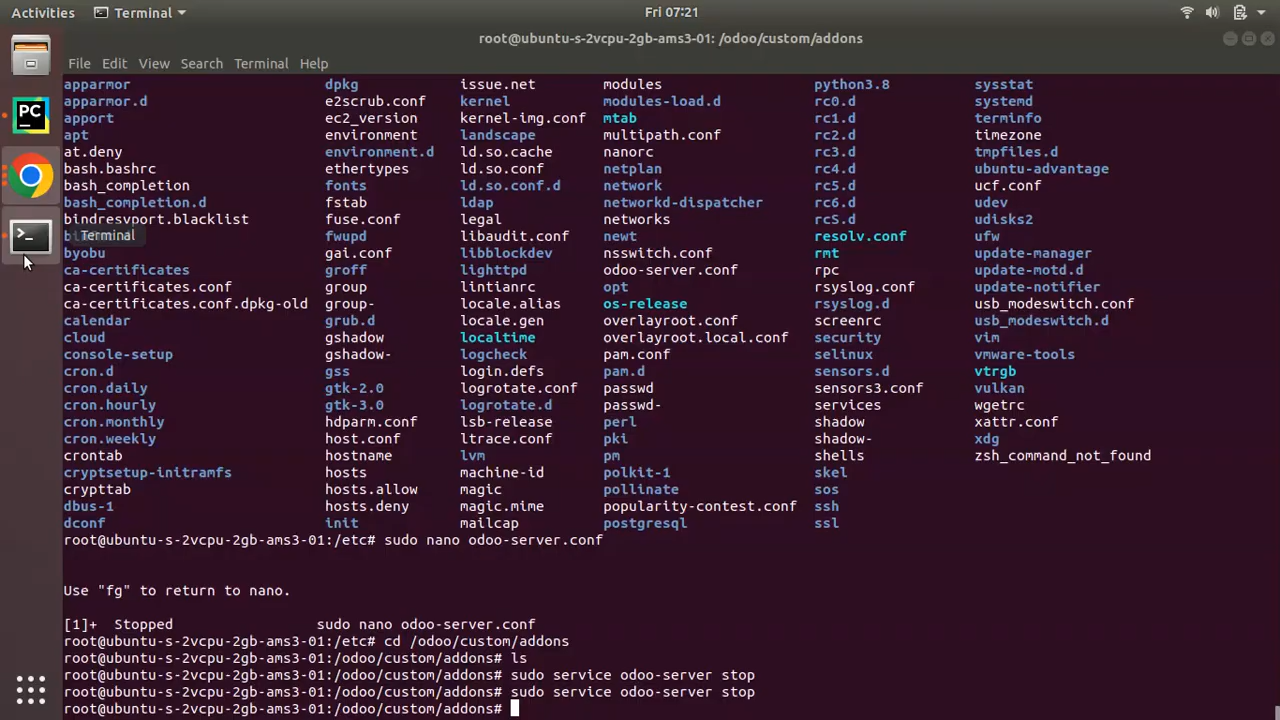 Activities Terminal Fri 07:21
root@ubuntu-s-2vcpu-2gb-ams3-01: /odoo/custom/addons
File Edit View Search Terminal Help
apparmor dpkg issue.net modules python3.8 sysstat
apparmor.d e2scrub.conf kernel modules-load.d rc0.d systemd
apport ec2_version kernel-img.conf mtab rc1.d terminfo
apt environment landscape multipath.conf rc2.d timezone
at.deny environment.d ld.so.cache nanorc rc3.d tmpfiles.d
bash.bashrc ethertypes ld.so.conf netplan rc4.d ubuntu-advantage
bash_completion fonts ld.so.conf.d network rc5.d ucf.conf
bash_completion.d fstab ldap networkd-dispatcher rc6.d udev
bindresvport.blacklist fuse.conf legal networks rcS.d udisks2
Terminal fwupd libaudit.conf newt resolv.conf ufw
byobu gai.conf libblockdev nsswitch.conf rmt update-manager
ca-certificates groff lighttpd odoo-server.conf rpc update-motd.d
ca-certificates.conf group lintianrc opt rsyslog.conf update-notifier
ca-certificates.conf.dpkg-old group- locale.alias os-release rsyslog.d usb_modeswitch.conf
calendar grub.d locale.gen overlayroot.conf screenrc usb_modeswitch.d
cloud gshadow localtime overlayroot.local.conf security vim
console-setup gshadow- logcheck pam.conf selinux vmware-tools
cron.d gss login.defs pam.d sensors.d vtrgb
cron.daily gtk-2.0 logrotate.conf passwd sensors3.conf vulkan
cron.hourly gtk-3.0 logrotate.d passwd- services wgetrc
cron.monthly hdparm.conf lsb-release perl shadow xattr.conf
cron.weekly host.conf ltrace.conf pki shadow- xdg
crontab hostname lvm pm shells zsh_command_not_found
cryptsetup-initramfs hosts machine-id polkit-1 skel
crypttab hosts.allow magic pollinate sos
dbus-1 hosts.deny magic.mime popularity-contest.conf ssh
dconf init mailcap postgresql ssl
root@ubuntu-s-2vcpu-2gb-ams3-01:/etc# sudo nano odoo-server.conf
Use "fg" to return to nano.
[1]+ Stopped sudo nano odoo-server.conf
root@ubuntu-s-2vcpu-2gb-ams3-01:/etc# cd /odoo/custom/addons
root@ubuntu-s-2vcpu-2gb-ams3-01:/odoo/custom/addons# ls
root@ubuntu-s-2vcpu-2gb-ams3-01:/odoo/custom/addons# sudo service odoo-server stop
root@ubuntu-s-2vcpu-2gb-ams3-01:/odoo/custom/addons# sudo service odoo-server stop
root@ubuntu-s-2vcpu-2gb-ams3-01:/odoo/custom/addons#
PC